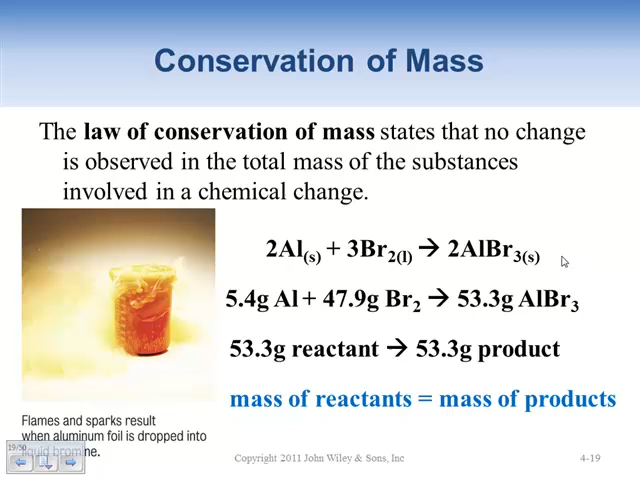 Conservation of Mass
The law of conservation of mass states that no change
is observed in the total mass of the substances
involved in a chemical change.
2Al(s) + 3Br2(l) → 2AlBr3(s)
5.4g Al + 47.9g Br2 → 53.3g AlBr3
53.3g reactant → 53.3g product
mass of reactants = mass of products
Flames and sparks result
when aluminum foil is dropped into
liquid bromine.
19/50
Copyright 2011 John Wiley & Sons, Inc
4-19